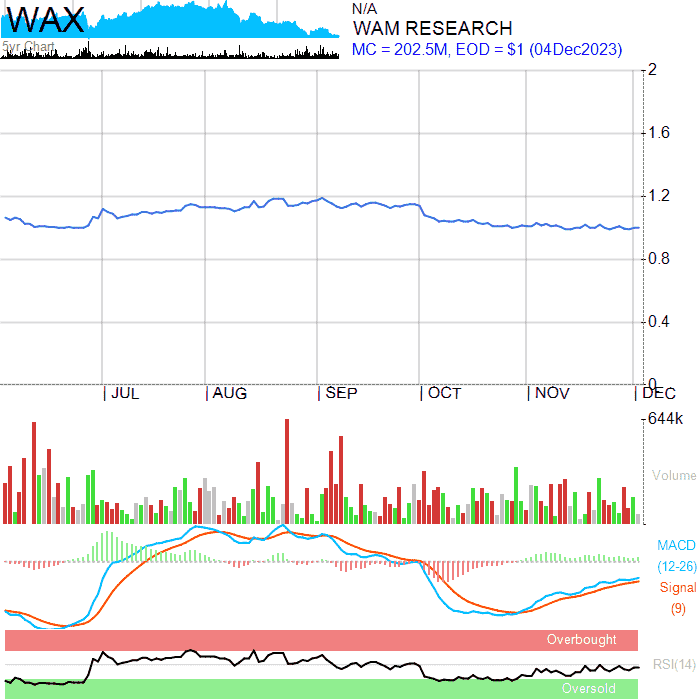 WAX
5yr Chart
N/A
WAM RESEARCH
MC = 202.5M, EOD = $1 (04Dec2023)
2
1.6
1.2
0.8
0.4
0
JUL AUG SEP OCT NOV DEC
644k
Volume
MACD
(12-26)
Signal
(9)
Overbought
RSI(14)
Oversold